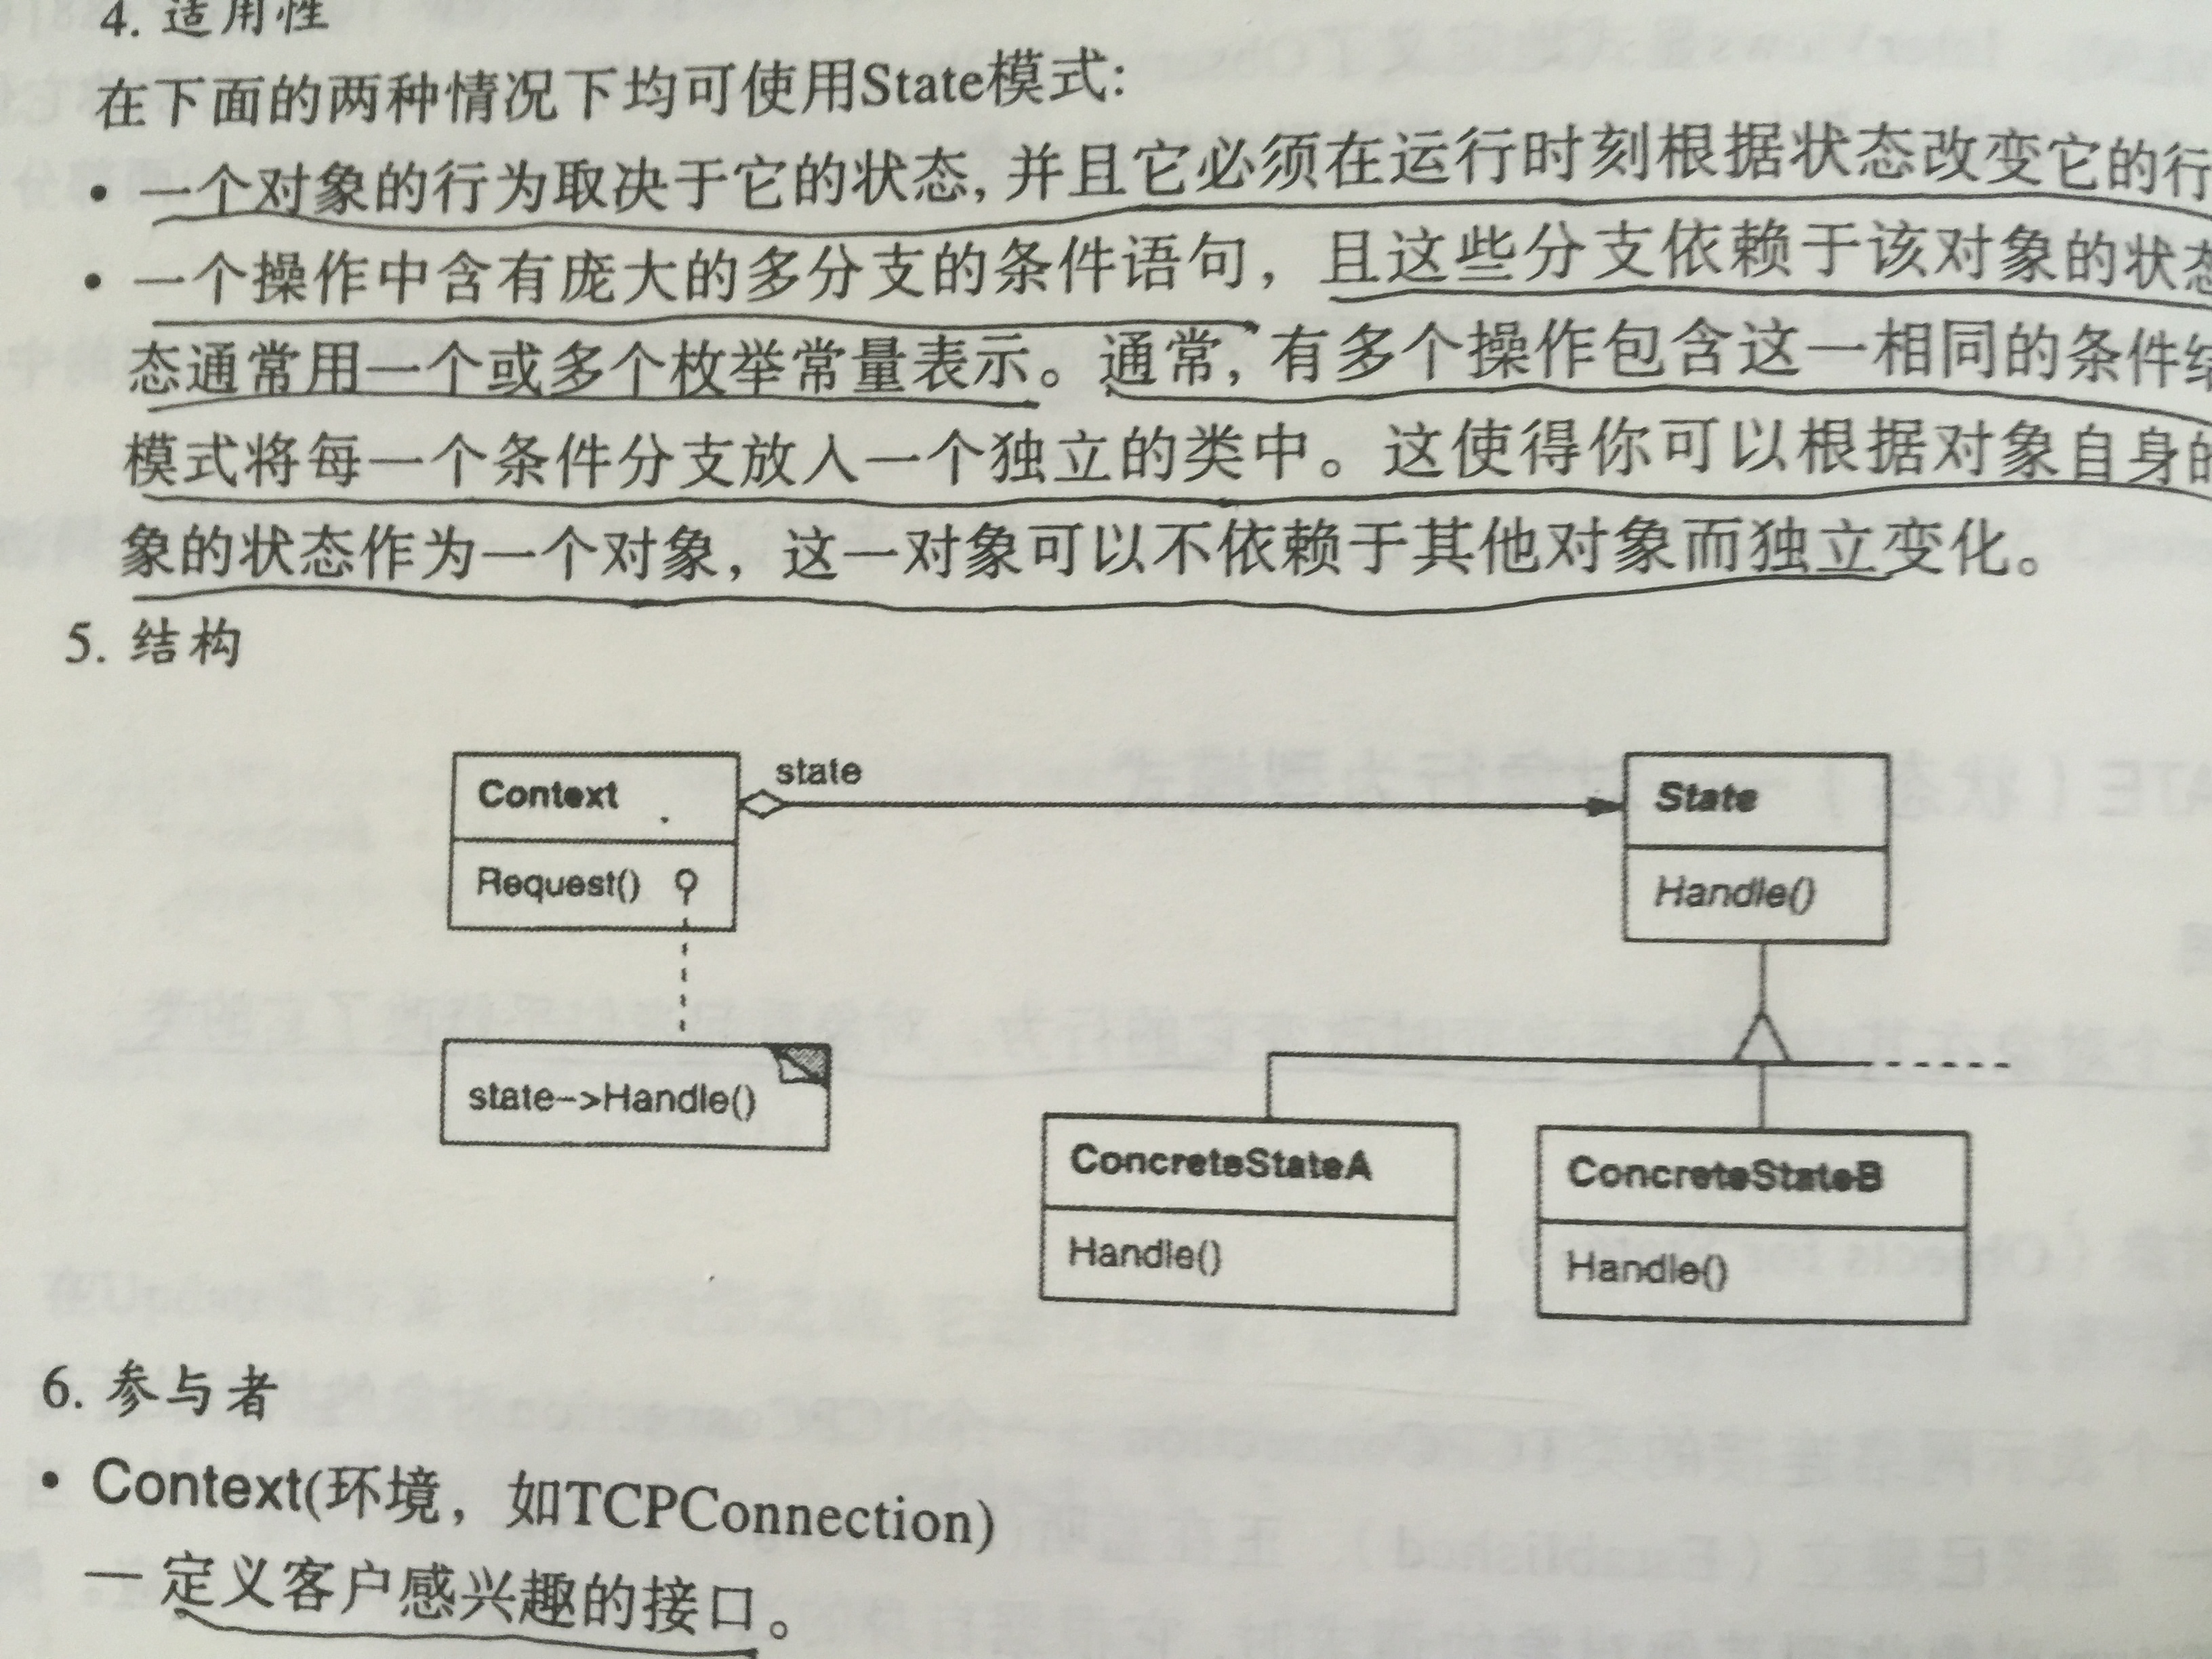 4. 适用性
在下面的两种情况下均可使用State模式:
• 一个对象的行为取决于它的状态, 并且它必须在运行时刻根据状态改变它的行
• 一个操作中含有庞大的多分支的条件语句，且这些分支依赖于该对象的状态
态通常用一个或多个枚举常量表示。通常, 有多个操作包含这一相同的条件结
模式将每一个条件分支放入一个独立的类中。这使得你可以根据对象自身的
象的状态作为一个对象，这一对象可以不依赖于其他对象而独立变化。
5. 结构
Context
state
State
Request()
Handle()
state->Handle()
ConcreteStateA
ConcreteStateB
Handle()
Handle()
6. 参与者
• Context(环境，如TCPConnection)
— 定义客户感兴趣的接口。